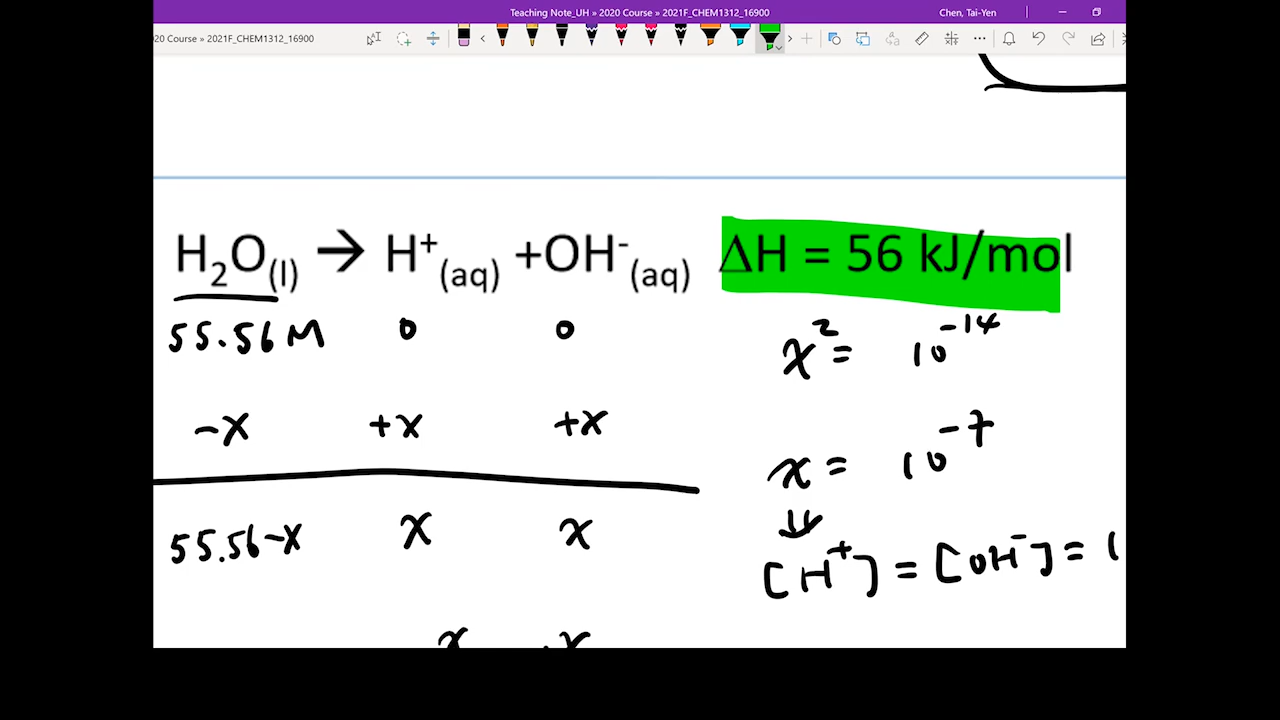 Teaching Note_UH » 2020 Course » 2021F_CHEM1312_16900
Chen, Tai-Yen
20 Course » 2021F_CHEM1312_16900
H₂O(l) → H⁺(aq) +OH⁻(aq) ΔH = 56 kJ/mol
55.56 M 0 0
x² = 10⁻¹⁴
-x +x +x
x = 10⁻⁷
55.56-x x x
[H⁺] = [OH⁻] = 1
x · x